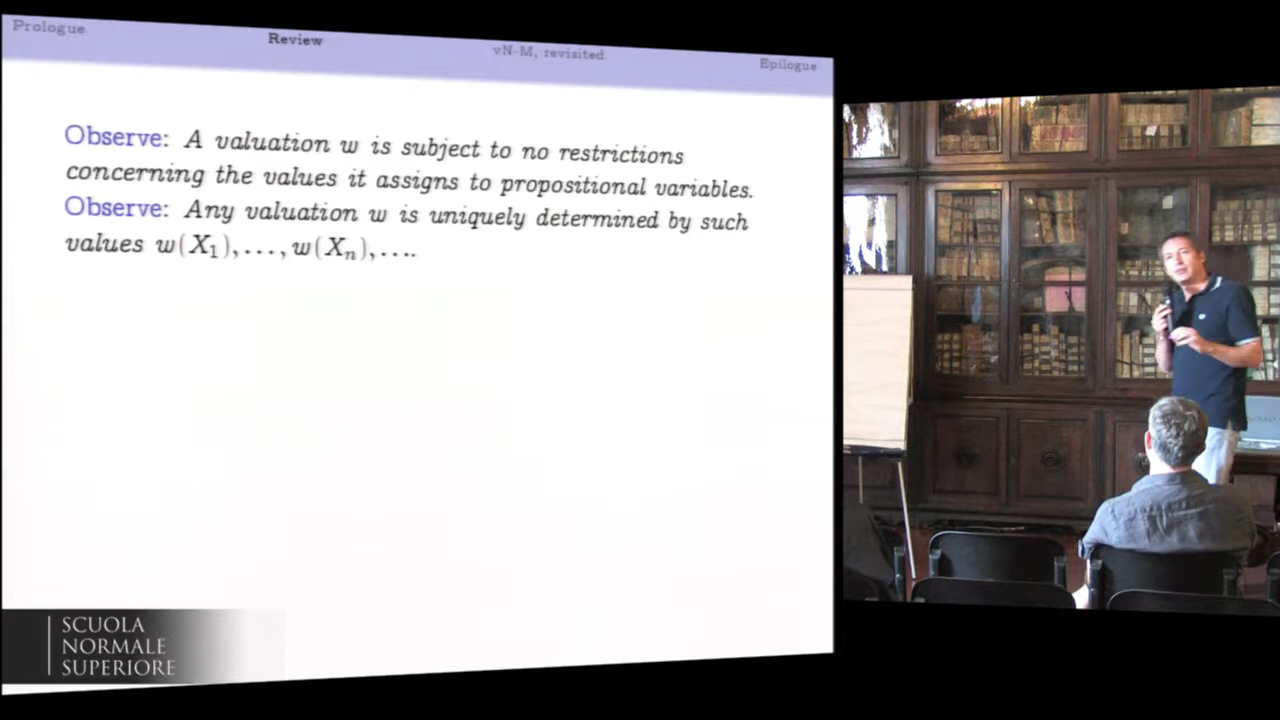 Prologue
Review
vN-M, revisited
Epilogue
Observe: A valuation w is subject to no restrictions
concerning the values it assigns to propositional variables.
Observe: Any valuation w is uniquely determined by such
values w(X₁), . . . , w(Xₙ), . . . .
SCUOLA
NORMALE
SUPERIORE